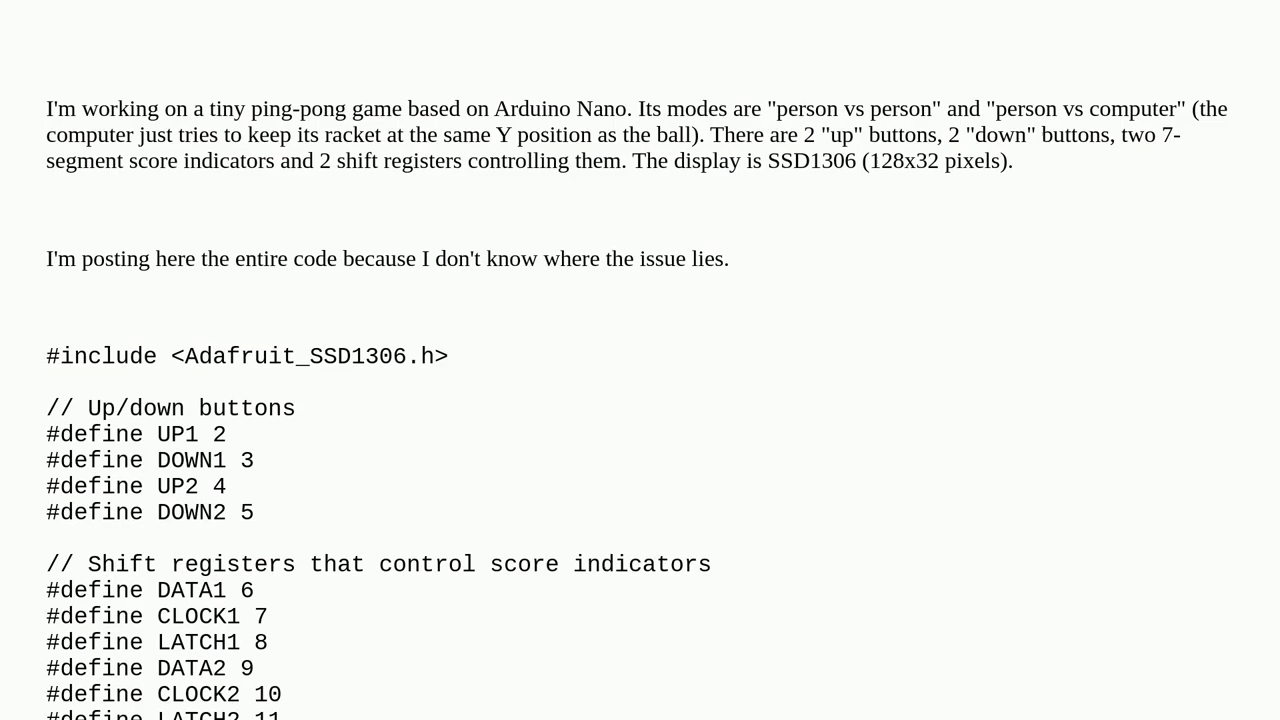 I'm working on a tiny ping-pong game based on Arduino Nano. Its modes are "person vs person" and "person vs computer" (the
computer just tries to keep its racket at the same Y position as the ball). There are 2 "up" buttons, 2 "down" buttons, two 7-
segment score indicators and 2 shift registers controlling them. The display is SSD1306 (128x32 pixels).
I'm posting here the entire code because I don't know where the issue lies.
#include <Adafruit_SSD1306.h>
// Up/down buttons
#define UP1 2
#define DOWN1 3
#define UP2 4
#define DOWN2 5
// Shift registers that control score indicators
#define DATA1 6
#define CLOCK1 7
#define LATCH1 8
#define DATA2 9
#define CLOCK2 10
#define LATCH2 11